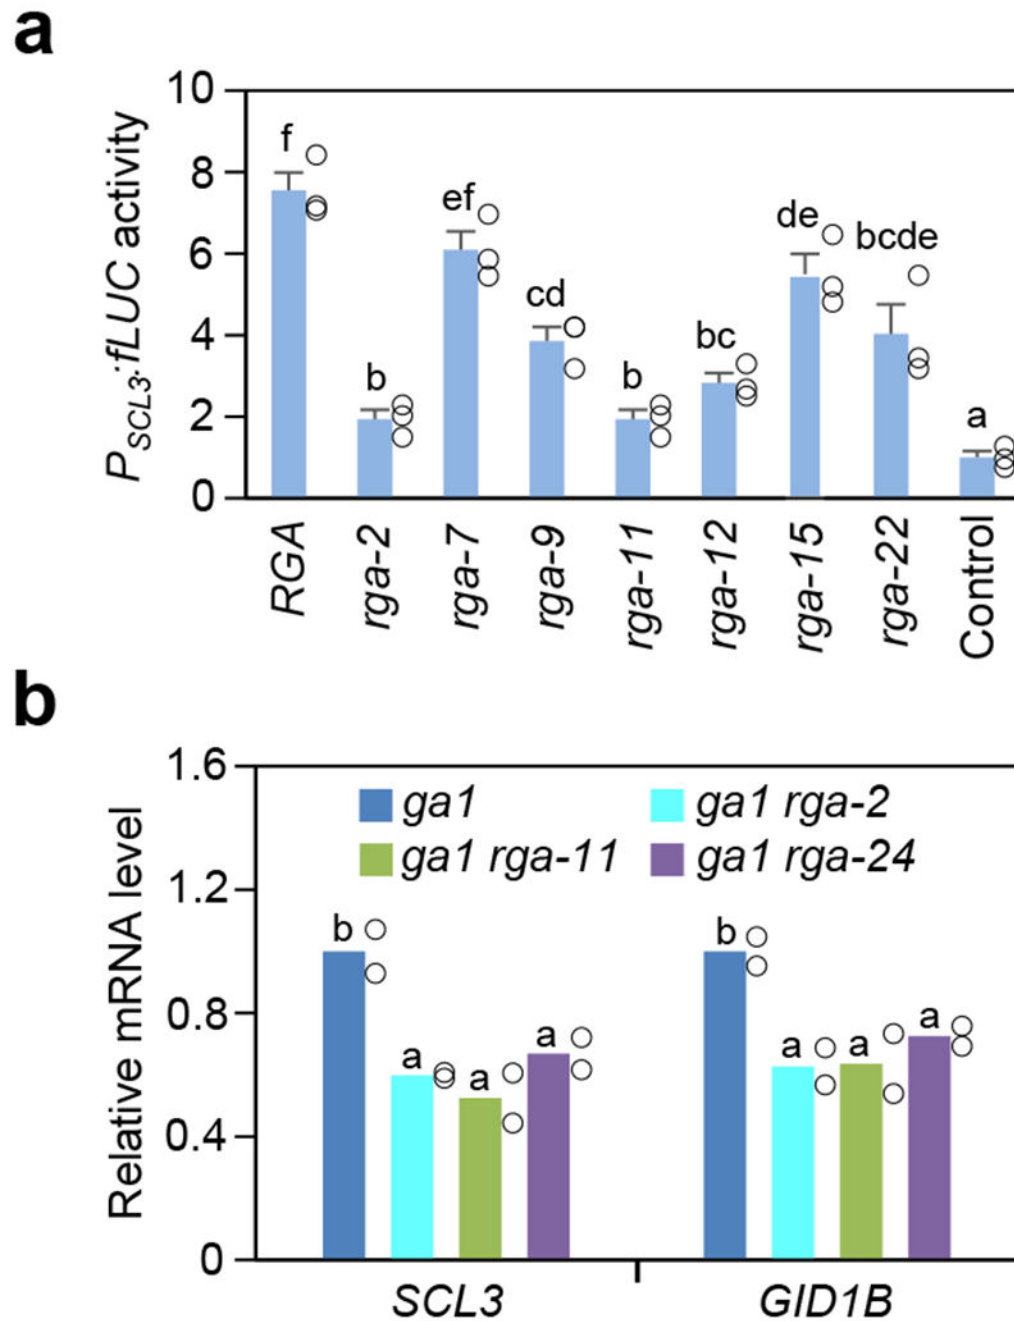 a
P_SCL3:fLUC activity
10
8
6
4
2
0
f
b
ef
cd
b
bc
de
bcde
a
RGA
rga-2
rga-7
rga-9
rga-11
rga-12
rga-15
rga-22
Control
b
Relative mRNA level
1.6
1.2
0.8
0.4
0
ga1
ga1 rga-2
ga1 rga-11
ga1 rga-24
b
a
a
a
b
a
a
a
SCL3
GID1B